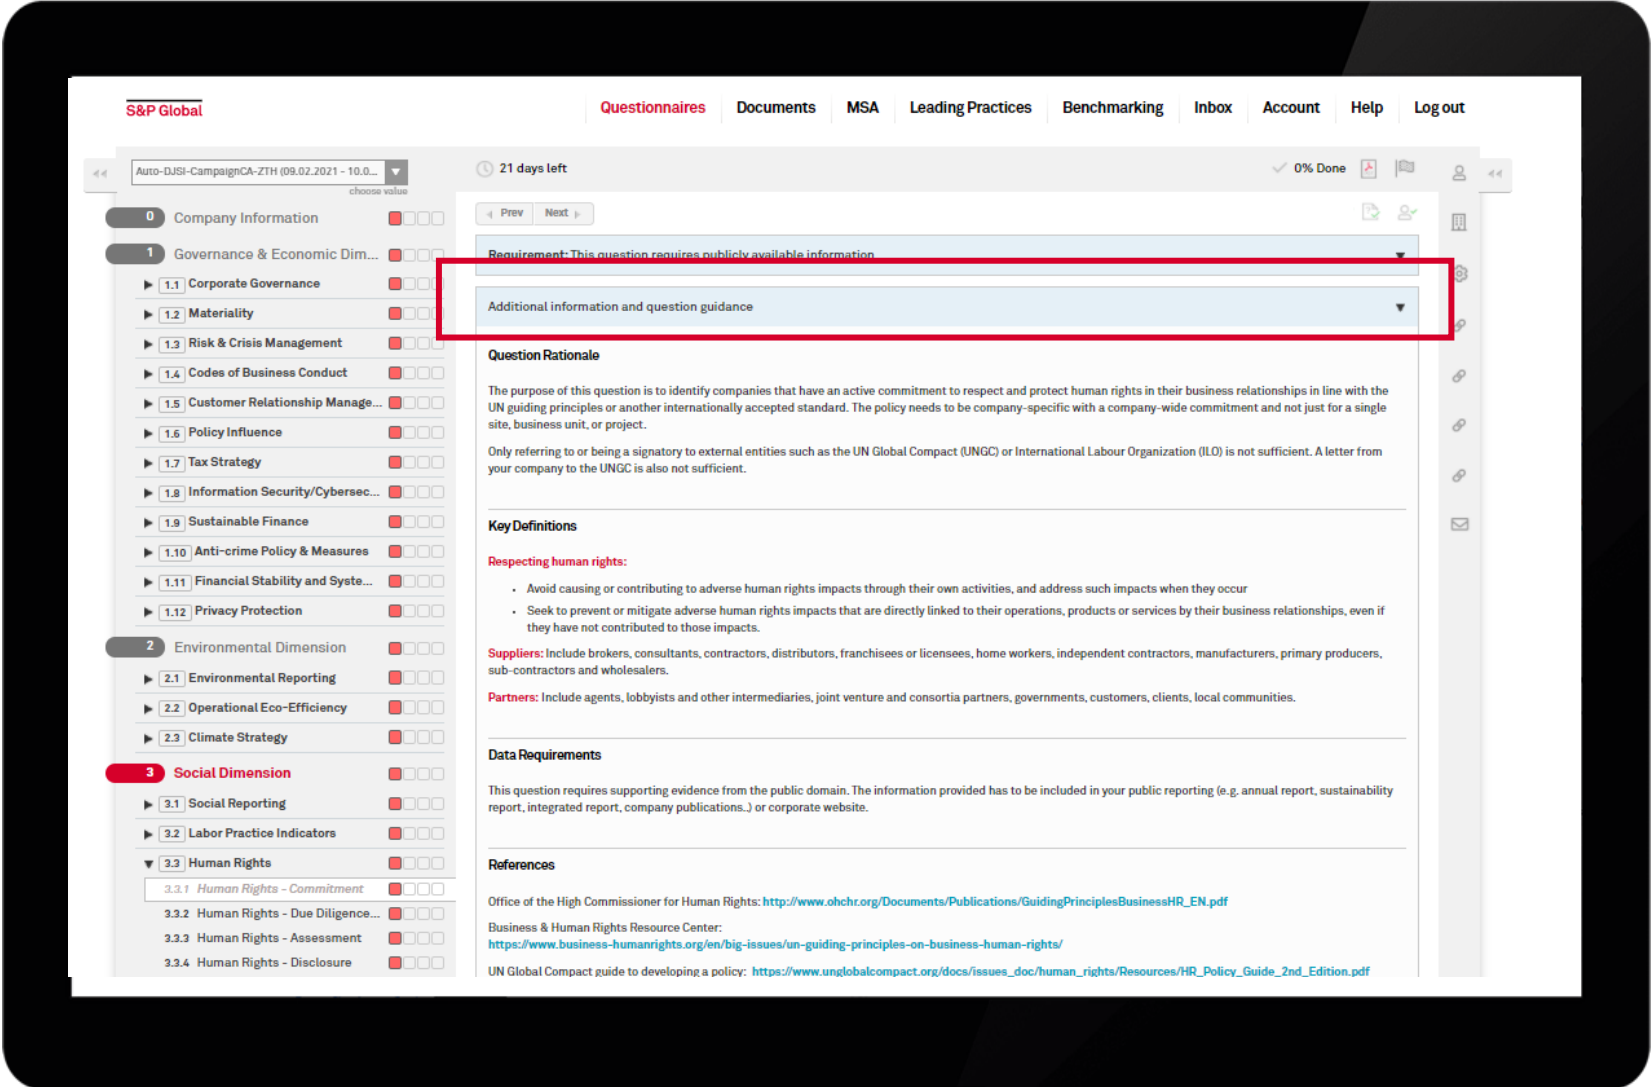 S&P Global
Questionnaires
Documents
MSA
Leading Practices
Benchmarking
Inbox
Account
Help
Log out
Auto-DJSI-CampaignCA-ZTH (09.02.2021 - 10.0...
choose value
21 days left
0% Done
0 Company Information
1 Governance & Economic Dim...
1.1 Corporate Governance
1.2 Materiality
1.3 Risk & Crisis Management
1.4 Codes of Business Conduct
1.5 Customer Relationship Manage...
1.6 Policy Influence
1.7 Tax Strategy
1.8 Information Security/Cybersec...
1.9 Sustainable Finance
1.10 Anti-crime Policy & Measures
1.11 Financial Stability and Syste...
1.12 Privacy Protection
2 Environmental Dimension
2.1 Environmental Reporting
2.2 Operational Eco-Efficiency
2.3 Climate Strategy
3 Social Dimension
3.1 Social Reporting
3.2 Labor Practice Indicators
3.3 Human Rights
3.3.1 Human Rights - Commitment
3.3.2 Human Rights - Due Diligence...
3.3.3 Human Rights - Assessment
3.3.4 Human Rights - Disclosure
Prev
Next
Requirement: This question requires publicly available information
Additional information and question guidance
Question Rationale
The purpose of this question is to identify companies that have an active commitment to respect and protect human rights in their business relationships in line with the
UN guiding principles or another internationally accepted standard. The policy needs to be company-specific with a company-wide commitment and not just for a single
site, business unit, or project.
Only referring to or being a signatory to external entities such as the UN Global Compact (UNGC) or International Labour Organization (ILO) is not sufficient. A letter from
your company to the UNGC is also not sufficient.
Key Definitions
Respecting human rights:
• Avoid causing or contributing to adverse human rights impacts through their own activities, and address such impacts when they occur
• Seek to prevent or mitigate adverse human rights impacts that are directly linked to their operations, products or services by their business relationships, even if
they have not contributed to those impacts.
Suppliers: Include brokers, consultants, contractors, distributors, franchisees or licensees, home workers, independent contractors, manufacturers, primary producers,
sub-contractors and wholesalers.
Partners: Include agents, lobbyists and other intermediaries, joint venture and consortia partners, governments, customers, clients, local communities.
Data Requirements
This question requires supporting evidence from the public domain. The information provided has to be included in your public reporting (e.g. annual report, sustainability
report, integrated report, company publications..) or corporate website.
References
Office of the High Commissioner for Human Rights: http://www.ohchr.org/Documents/Publications/GuidingPrinciplesBusinessHR_EN.pdf
Business & Human Rights Resource Center:
https://www.business-humanrights.org/en/big-issues/un-guiding-principles-on-business-human-rights/
UN Global Compact guide to developing a policy: https://www.unglobalcompact.org/docs/issues_doc/human_rights/Resources/HR_Policy_Guide_2nd_Edition.pdf